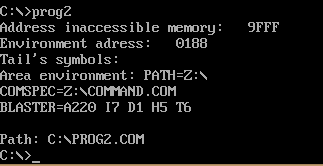 C:\>prog2
Address inaccessible memory:   9FFF
Environment adress:   0188
Tail's symbols:
Area environment: PATH=Z:\
COMSPEC=Z:\COMMAND.COM
BLASTER=A220 I7 D1 H5 T6
Path: C:\PROG2.COM
C:\>_